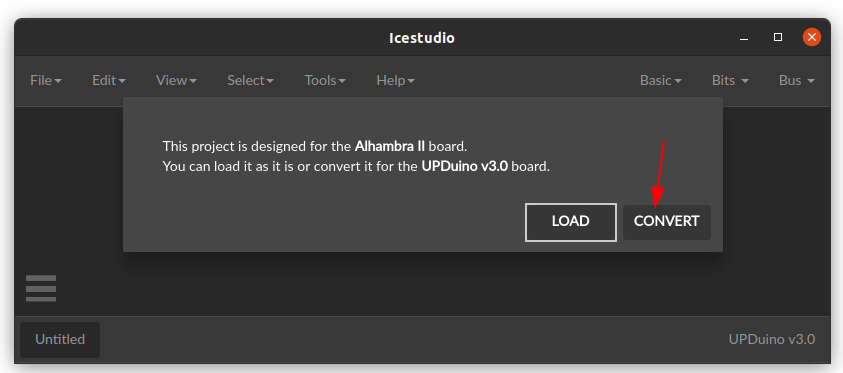 Icestudio
File Edit View Select Tools Help Basic Bits Bus
This project is designed for the Alhambra II board.
You can load it as it is or convert it for the UPDuino v3.0 board.
LOAD CONVERT
Untitled UPDuino v3.0